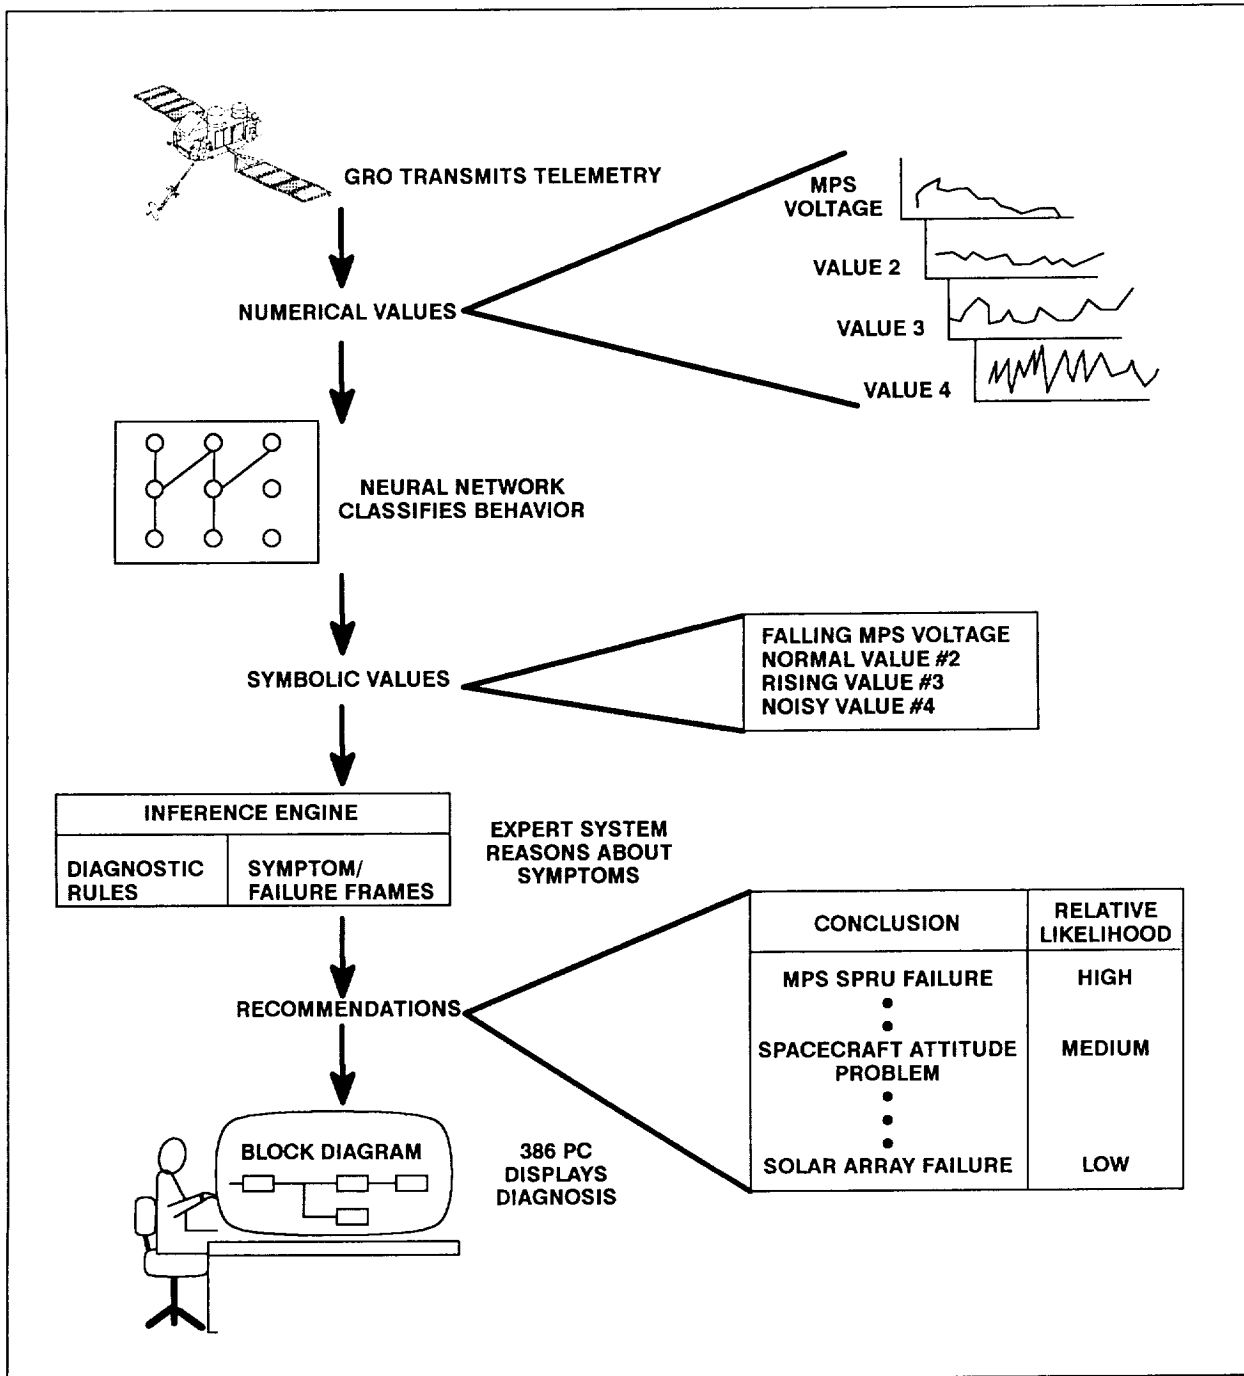 GRO TRANSMITS TELEMETRY
MPS
VOLTAGE
VALUE 2
NUMERICAL VALUES
VALUE 3
VALUE 4
NEURAL NETWORK
CLASSIFIES BEHAVIOR
FALLING MPS VOLTAGE
NORMAL VALUE #2
RISING VALUE #3
NOISY VALUE #4
SYMBOLIC VALUES
INFERENCE ENGINE
DIAGNOSTIC
RULES
SYMPTOM/
FAILURE FRAMES
EXPERT SYSTEM
REASONS ABOUT
SYMPTOMS
CONCLUSION
RELATIVE
LIKELIHOOD
MPS SPRU FAILURE
HIGH
SPACECRAFT ATTITUDE
PROBLEM
MEDIUM
SOLAR ARRAY FAILURE
LOW
RECOMMENDATIONS
BLOCK DIAGRAM
386 PC
DISPLAYS
DIAGNOSIS